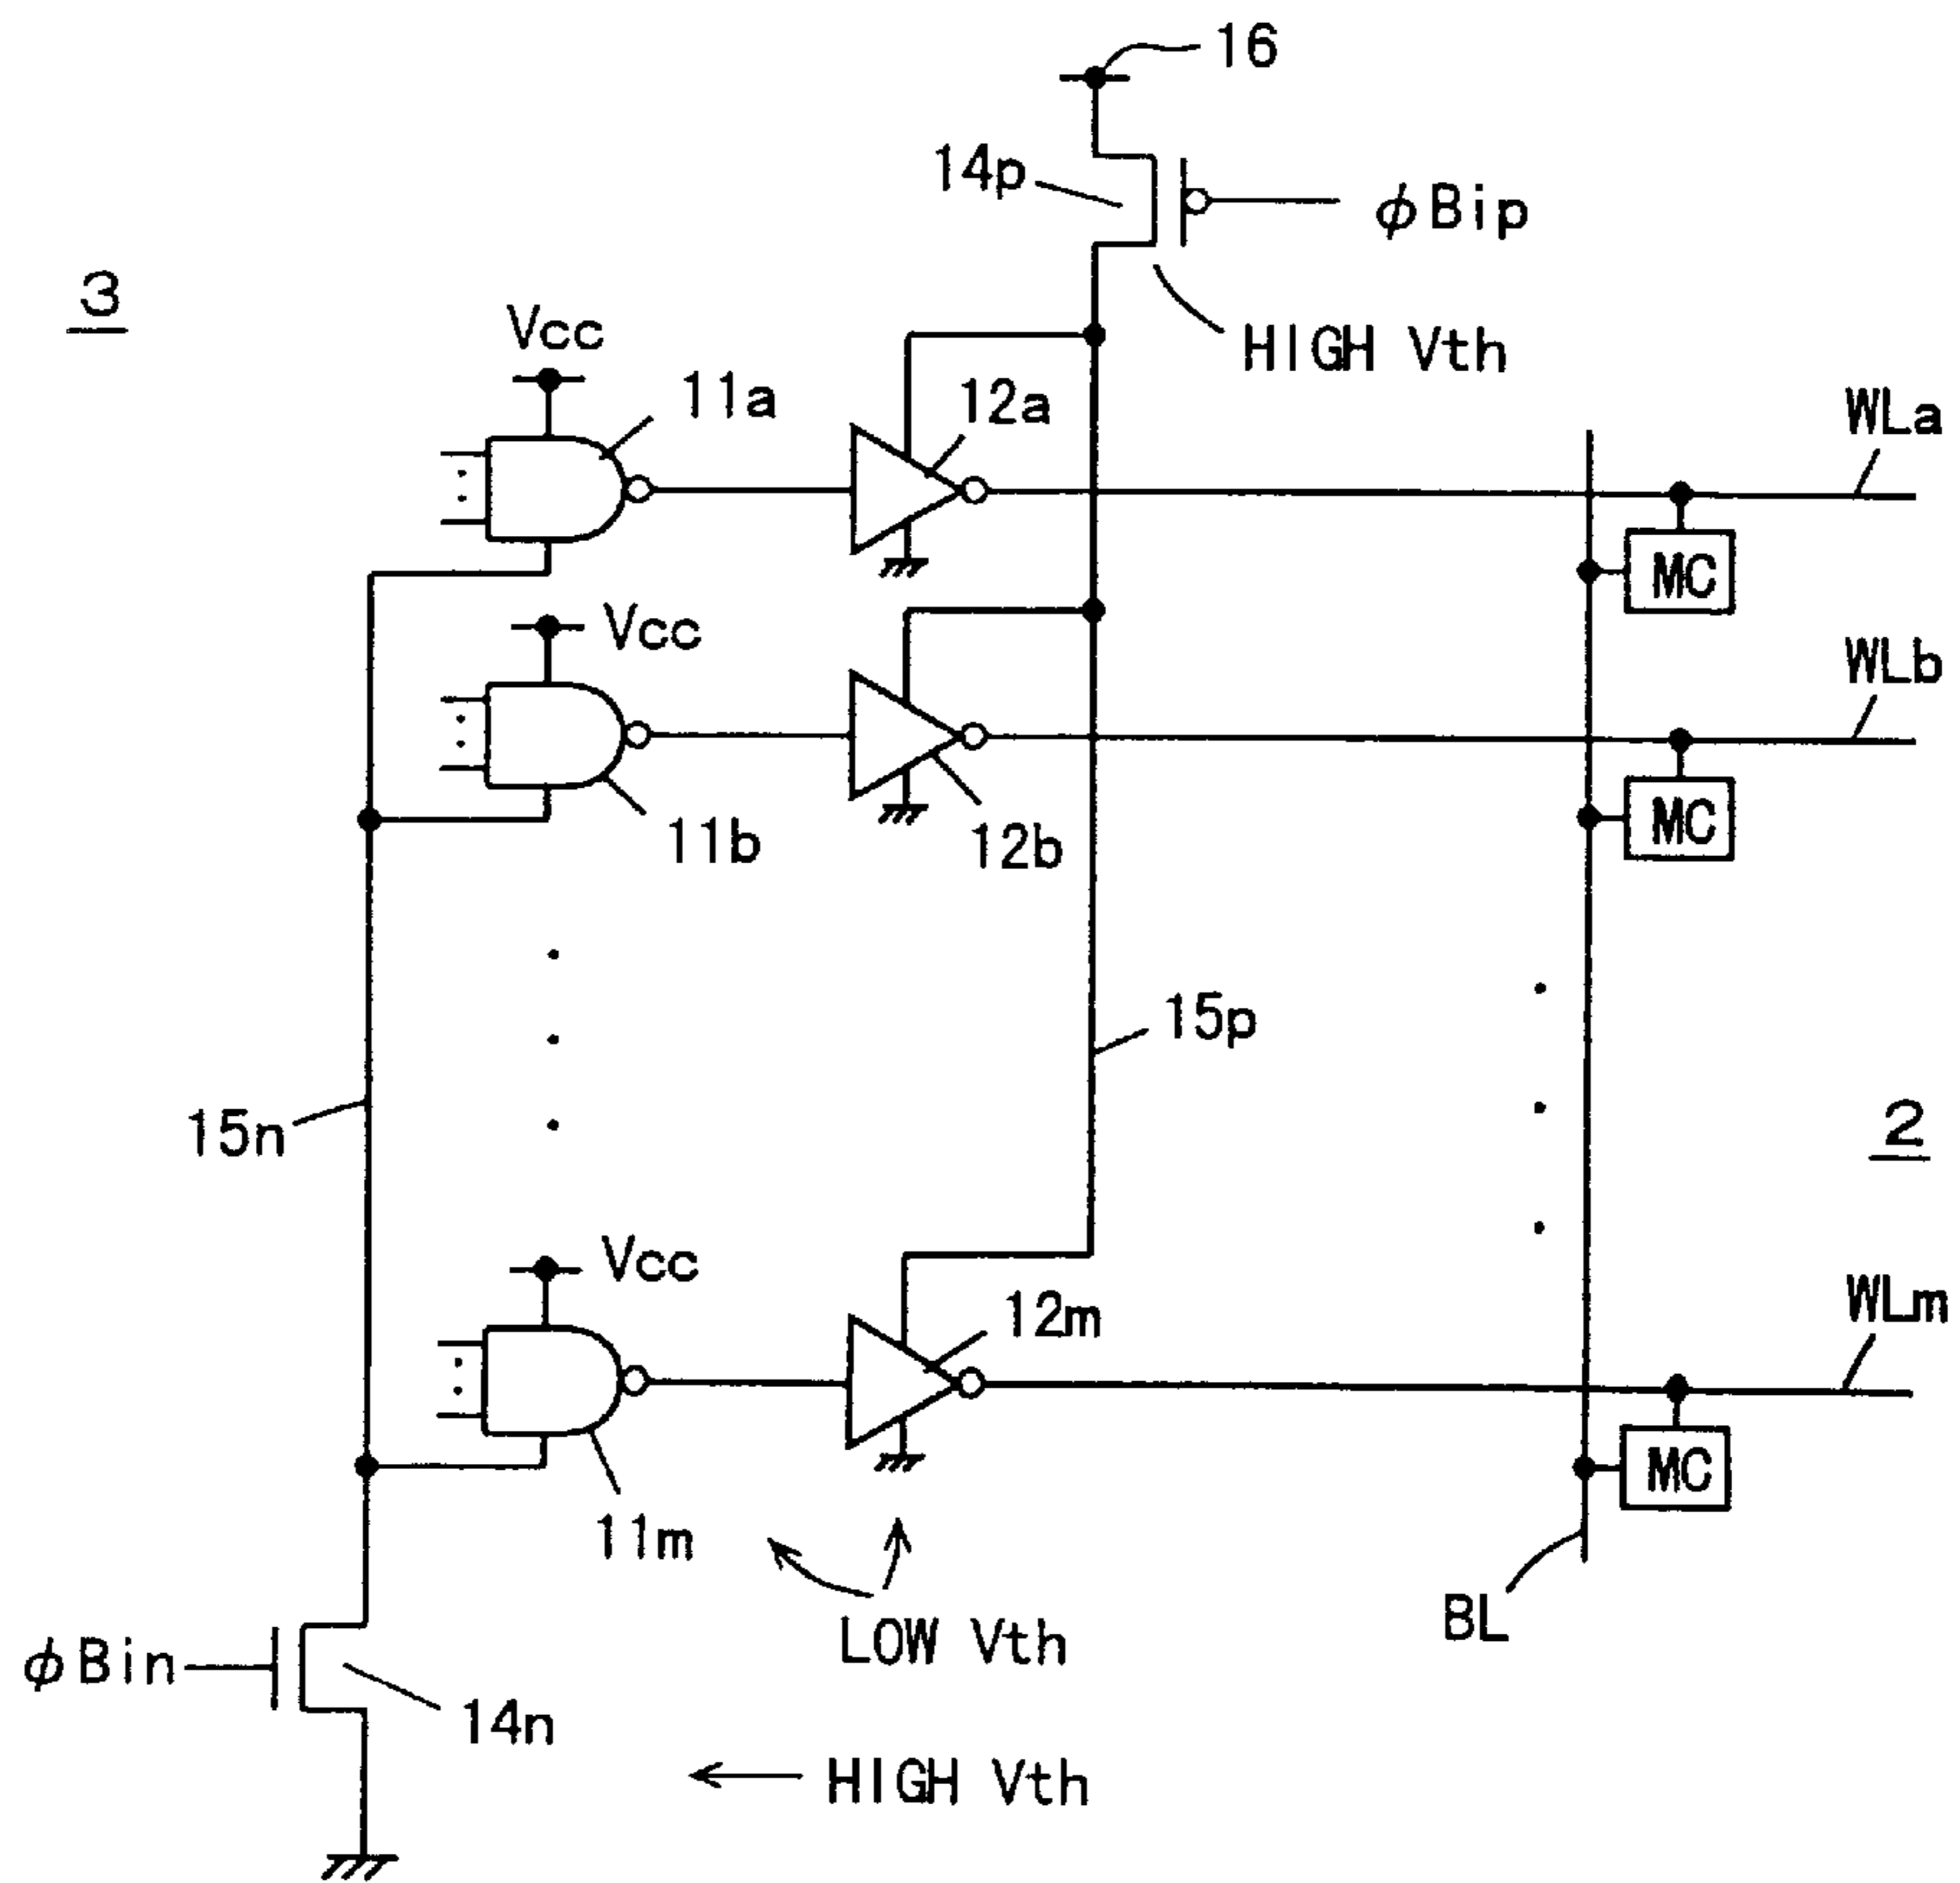 16
14p
φBip
3
Vcc
HIGH Vth
11a
12a
WLa
MC
Vcc
WLb
11b
12b
MC
15p
15n
2
Vcc
12m
WLm
MC
11m
LOW Vth
BL
φBin
14n
HIGH Vth